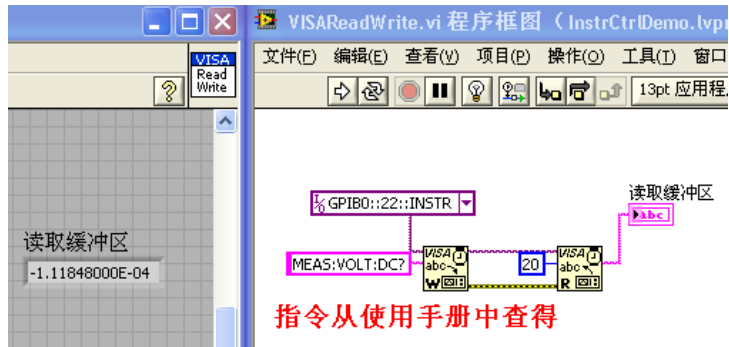 VISAReadWrite.vi 程序框图（InstrCtrlDemo.lvpr
VISA
Read
Write
文件(F) 编辑(E) 查看(V) 项目(P) 操作(O) 工具(T) 窗口
13pt 应用程
GPIB0::22::INSTR
读取缓冲区
abc
MEAS:VOLT:DC?
VISA
abc
W
20
VISA
abc
R
读取缓冲区
-1.11848000E-04
指令从使用手册中查得